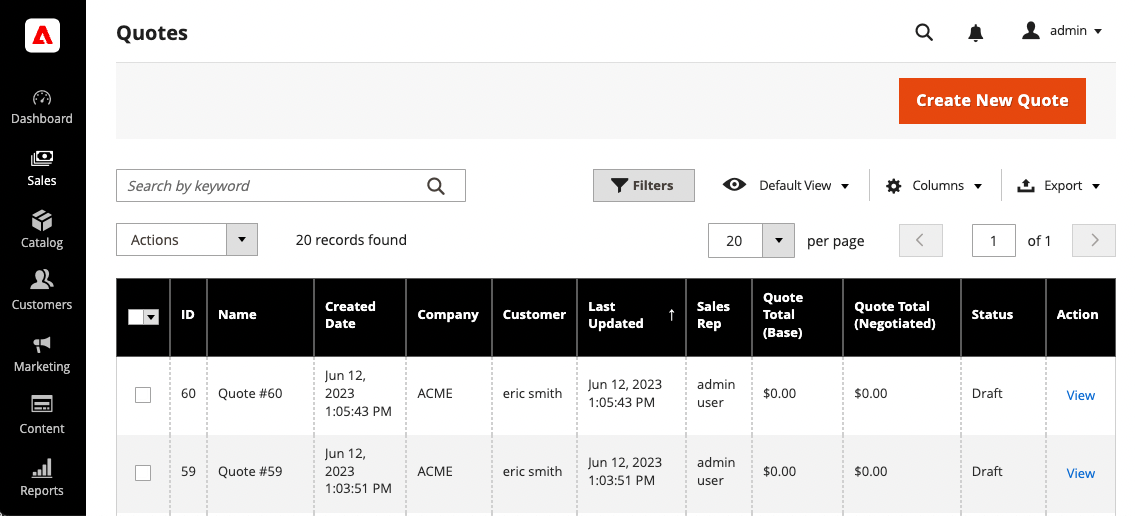 Quotes
admin
Create New Quote
Dashboard
Sales
Catalog
Customers
Marketing
Content
Reports
Search by keyword
Filters
Default View
Columns
Export
Actions
20 records found
20
per page
1
of 1
ID
Name
Created
Date
Company
Customer
Last
Updated
↑
Sales
Rep
Quote
Total
(Base)
Quote Total
(Negotiated)
Status
Action
60
Quote #60
Jun 12,
2023
1:05:43 PM
ACME
eric smith
Jun 12, 2023
1:05:43 PM
admin
user
$0.00
$0.00
Draft
View
59
Quote #59
Jun 12,
2023
1:03:51 PM
ACME
eric smith
Jun 12, 2023
1:03:51 PM
admin
user
$0.00
$0.00
Draft
View